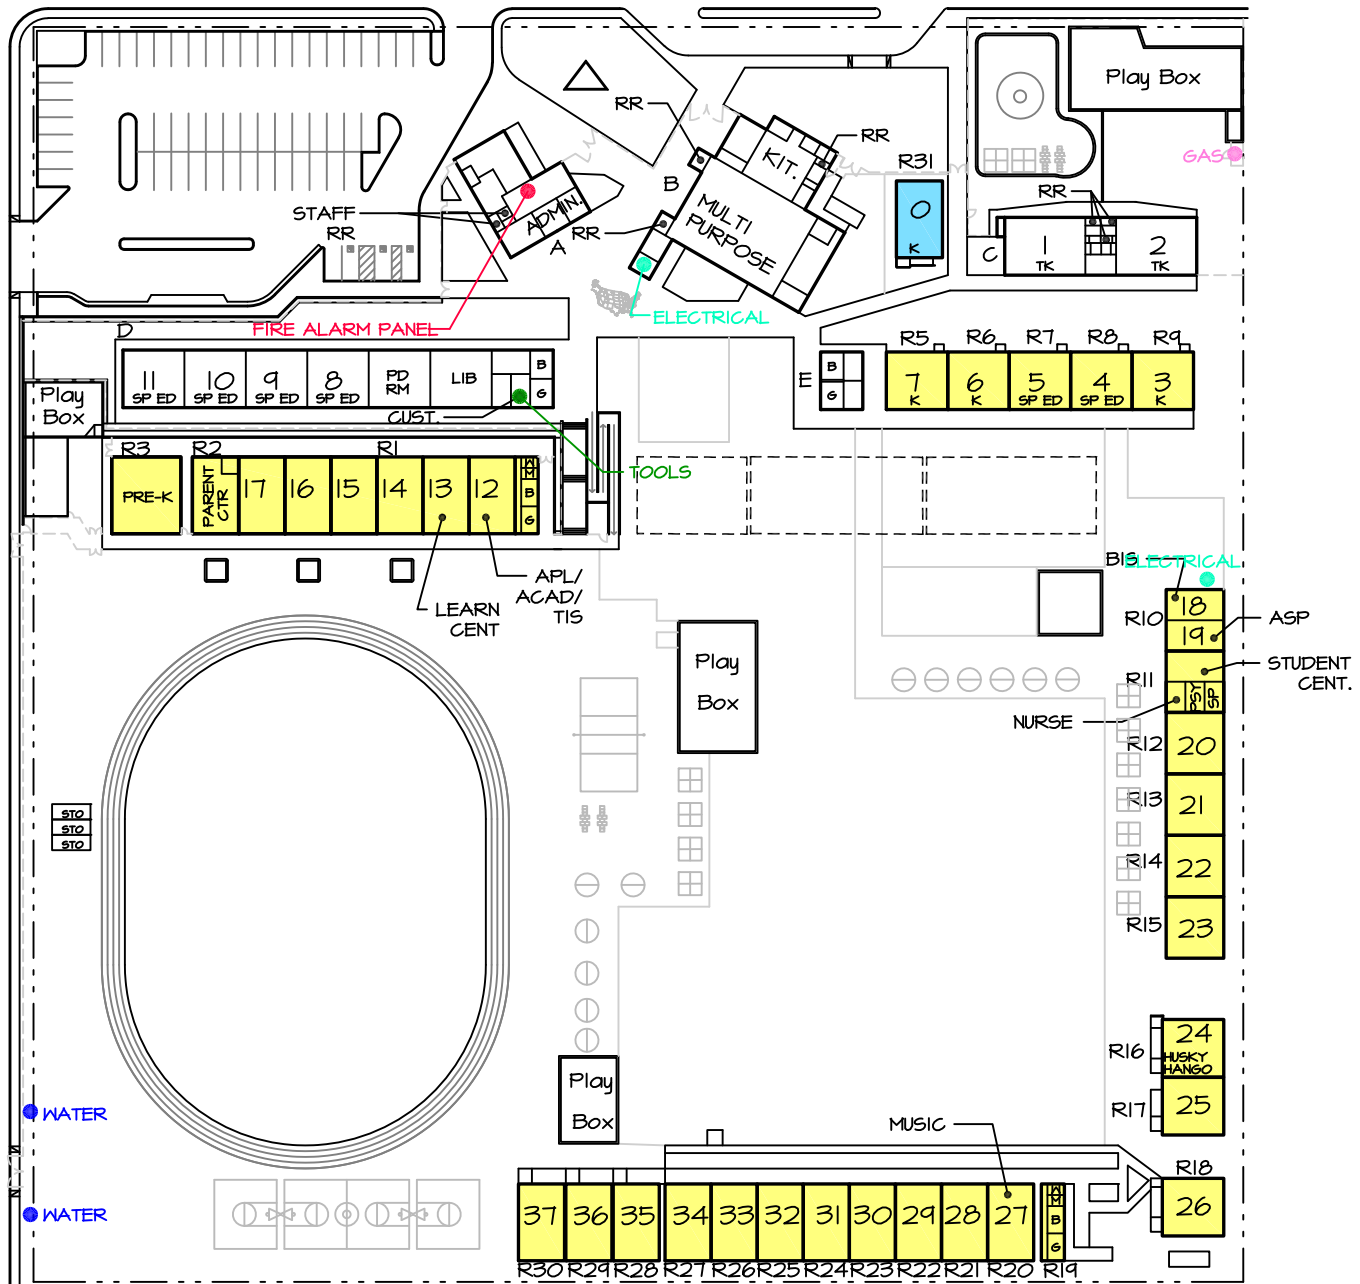 Play Box
RR
RR
R31
GAS
KIT.
B
0
K
RR
STAFF
RR
ADMIN.
A
RR
MULTI
PURPOSE
C
1
TK
2
TK
ELECTRICAL
FIRE ALARM PANEL
D
R5
R6
R7
R8
R9
11
SP ED
10
SP ED
9
SP ED
8
SP ED
PD
RM
LIB
B
G
E
B
G
7
K
6
K
5
SP ED
4
SP ED
3
K
Play
Box
CUST.
R3
R2
R1
TOOLS
PRE-K
PARENT
CTR
17
16
15
14
13
12
B
G
BIS
ELECTRICAL
APL/
ACAD/
TIS
LEARN
CENT
18
R10
19
ASP
STUDENT
CENT.
R11
PSY
SP
NURSE
Play
Box
R12
20
R13
21
STO
STO
STO
R14
22
R15
23
24
HUSKY
HANGO
R16
R17
25
Play
Box
WATER
MUSIC
R18
26
WATER
37
36
35
34
33
32
31
30
29
28
27
B
G
R30
R29
R28
R27
R26
R25
R24
R23
R22
R21
R20
R19